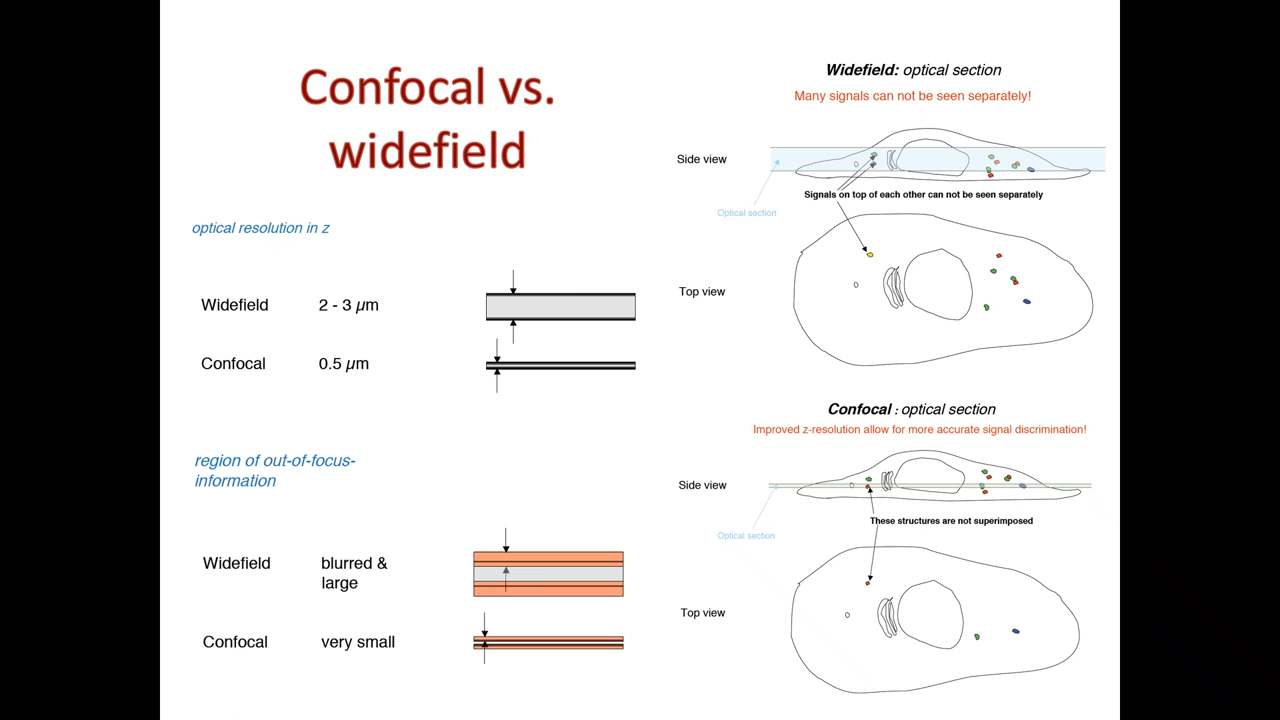 Confocal vs.
widefield
optical resolution in z
Widefield 2 - 3 µm
Confocal 0.5 µm
region of out-of-focus-
information
Widefield blurred &
large
Confocal very small
Widefield: optical section
Many signals can not be seen separately!
Side view
Signals on top of each other can not be seen separately
Optical section
Top view
Confocal : optical section
Improved z-resolution allow for more accurate signal discrimination!
Side view
These structures are not superimposed
Optical section
Top view